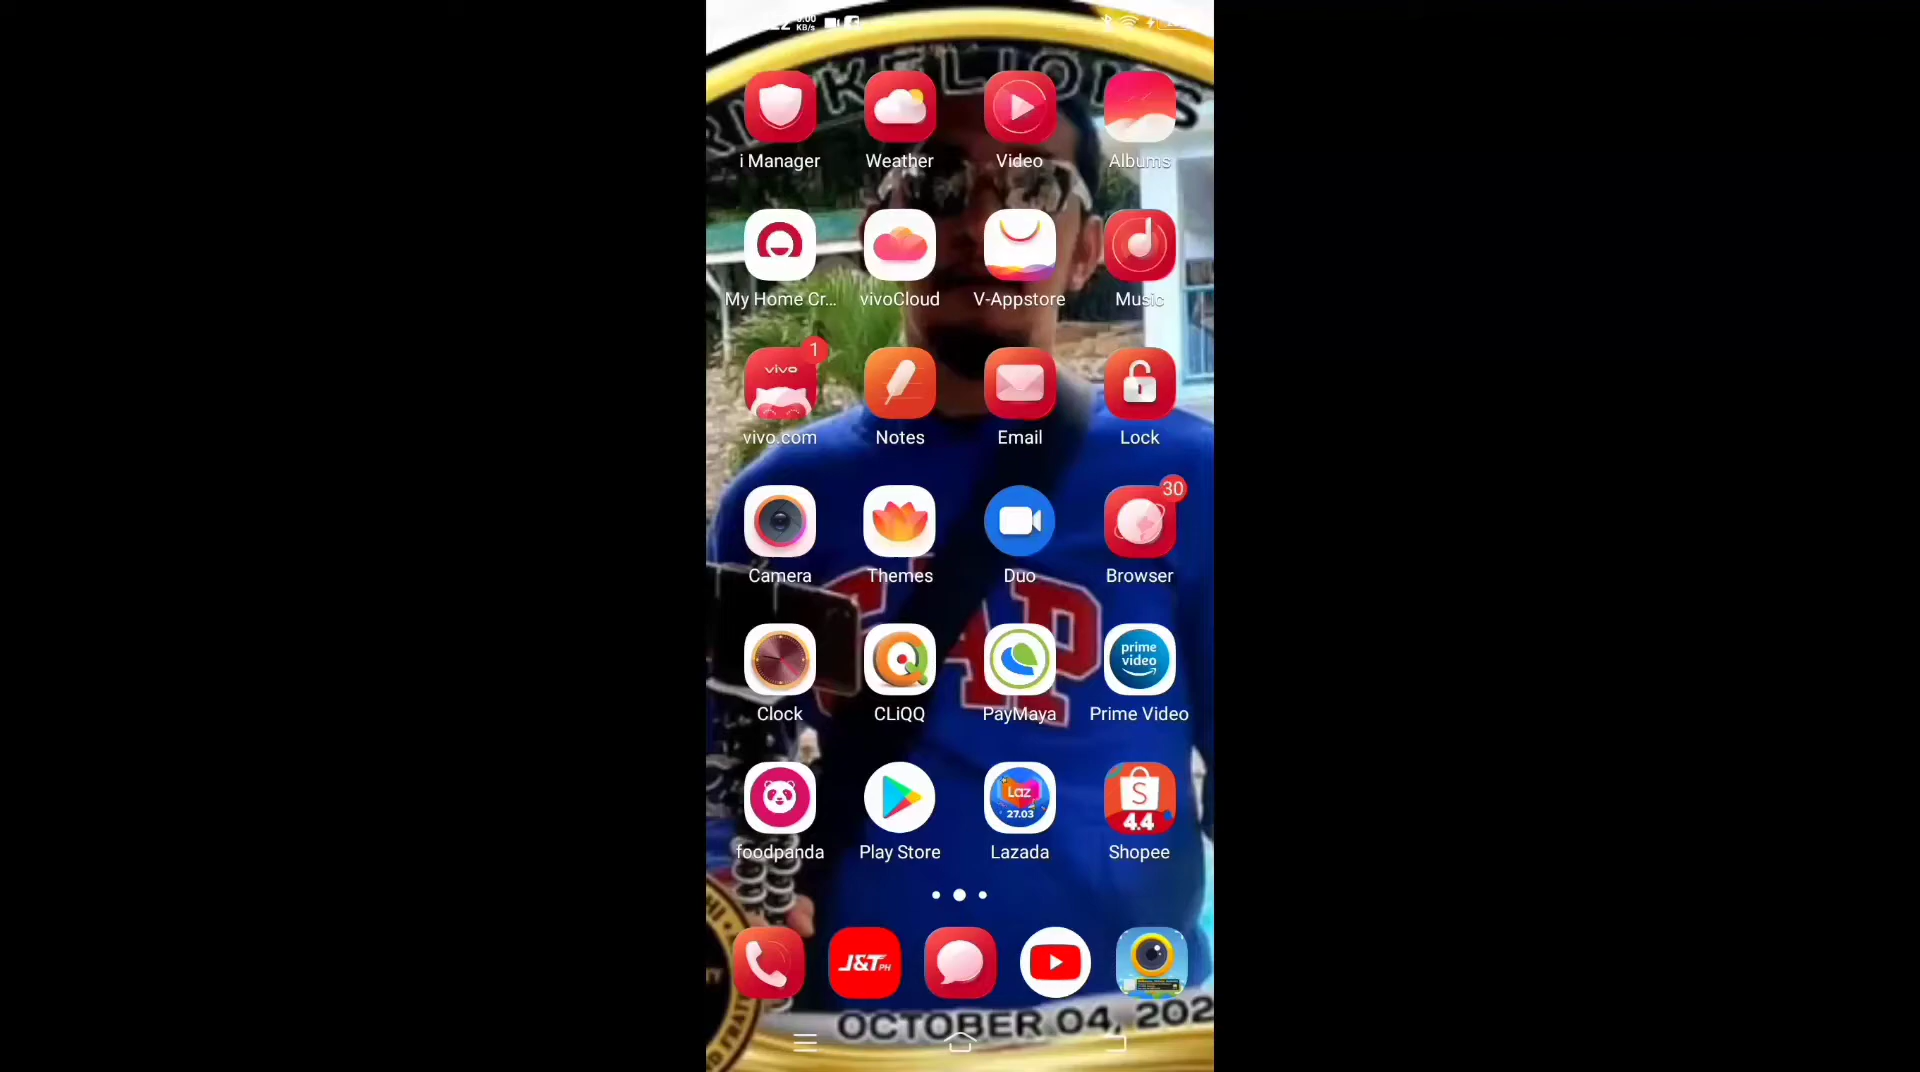 KB/s
i Manager Weather Video Albums
My Home Cr... vivoCloud V-Appstore Music
1
vivo
vivo.com Notes Email Lock
30
Camera Themes Duo Browser
prime
video
Clock CLiQQ PayMaya Prime Video
Laz
27.03
S
4.4
foodpanda Play Store Lazada Shopee
J&T PH
OCTOBER 04, 202